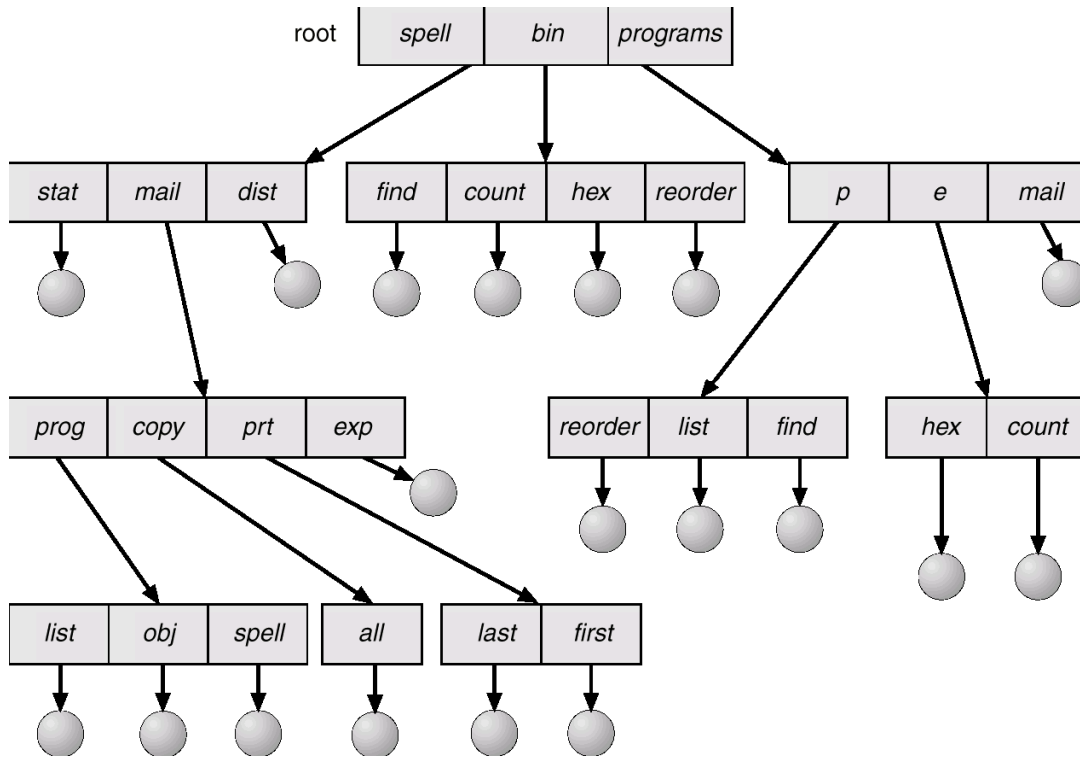 root spell bin programs
stat mail dist find count hex reorder p e mail
prog copy prt exp reorder list find hex count
list obj spell all last first